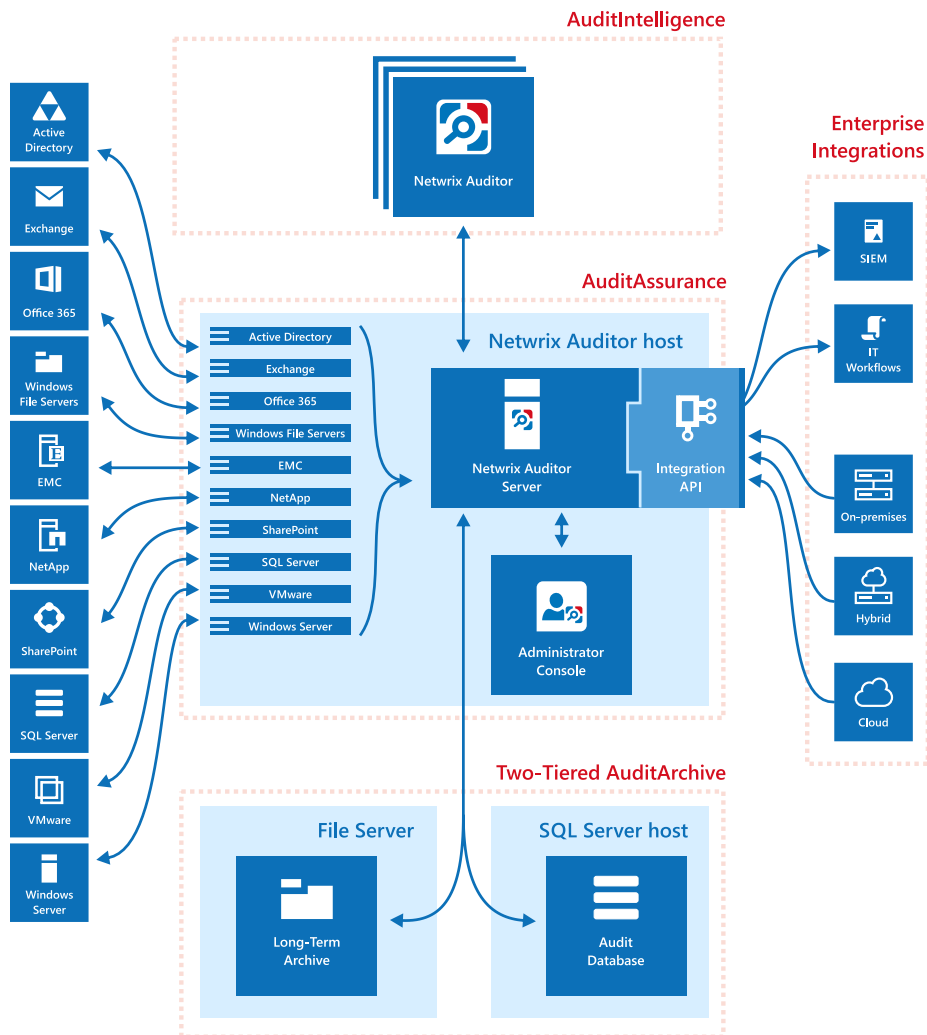 AuditIntelligence
Netwrix Auditor
Active
Directory
Exchange
Office 365
Windows
File Servers
EMC
NetApp
SharePoint
SQL Server
VMware
Windows
Server
AuditAssurance
Active Directory
Exchange
Office 365
Windows File Servers
EMC
NetApp
SharePoint
SQL Server
VMware
Windows Server
Netwrix Auditor host
Netwrix Auditor
Server
Integration
API
Administrator
Console
Enterprise
Integrations
SIEM
IT
Workflows
On-premises
Hybrid
Cloud
Two-Tiered AuditArchive
File Server
Long-Term
Archive
SQL Server host
Audit
Database